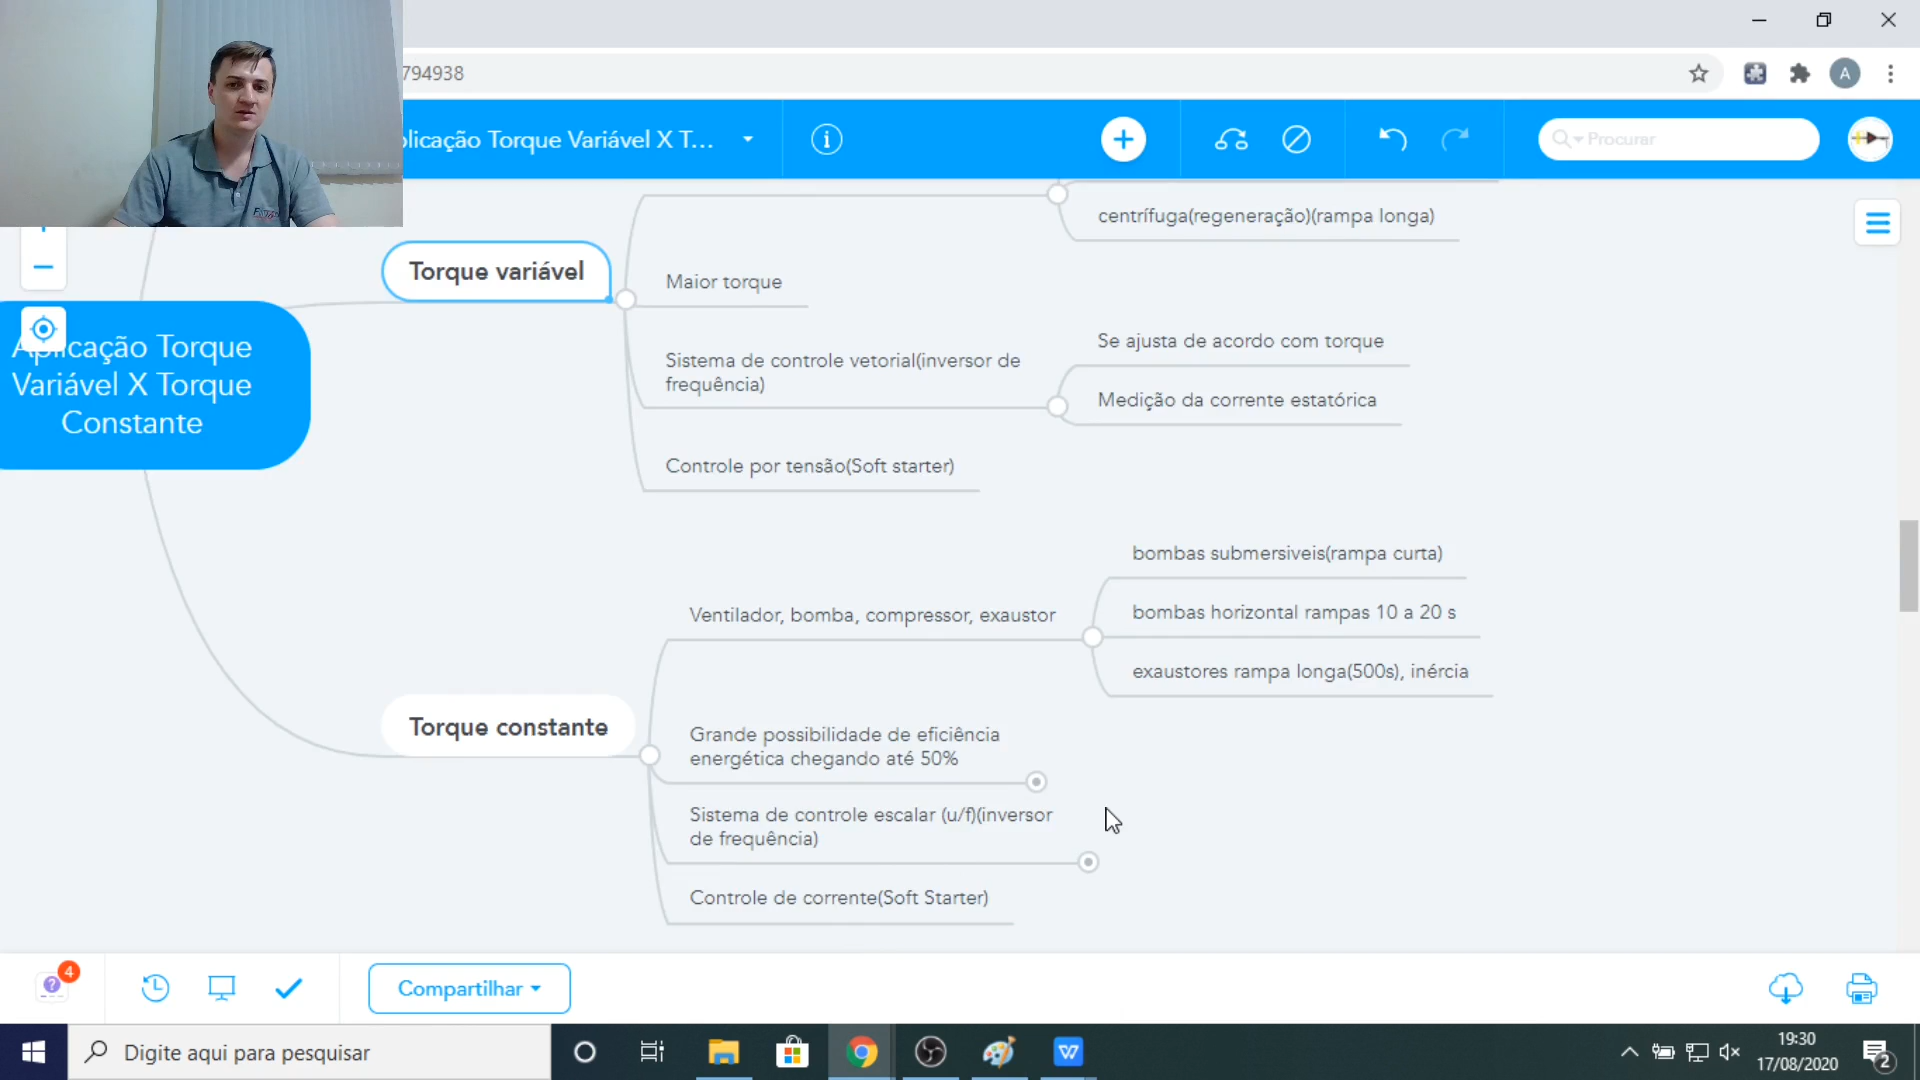 794938
plicação Torque Variável X T...
Procurar
A
centrífuga(regeneração)(rampa longa)
Torque variável
Maior torque
Se ajusta de acordo com torque
Sistema de controle vetorial(inversor de
frequência)
Medição da corrente estatórica
Aplicação Torque
Variável X Torque
Constante
Controle por tensão(Soft starter)
bombas submersiveis(rampa curta)
Ventilador, bomba, compressor, exaustor
bombas horizontal rampas 10 a 20 s
exaustores rampa longa(500s), inércia
Torque constante
Grande possibilidade de eficiência
energética chegando até 50%
Sistema de controle escalar (u/f)(inversor
de frequência)
Controle de corrente(Soft Starter)
4
Compartilhar
Digite aqui para pesquisar
19:30
17/08/2020
2